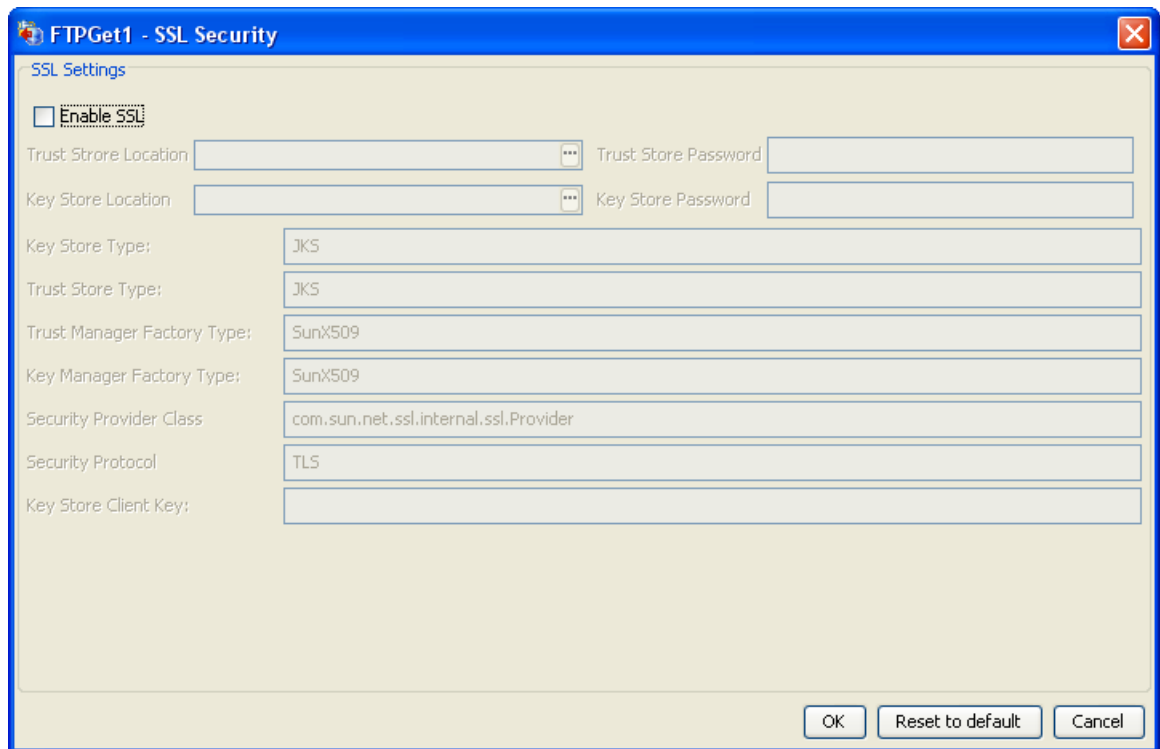 FTPGet1 - SSL Security
SSL Settings
Enable SSL
Trust Strore Location ... Trust Store Password
Key Store Location ... Key Store Password
Key Store Type: JKS
Trust Store Type: JKS
Trust Manager Factory Type: SunX509
Key Manager Factory Type: SunX509
Security Provider Class com.sun.net.ssl.internal.ssl.Provider
Security Protocol TLS
Key Store Client Key:
OK Reset to default Cancel